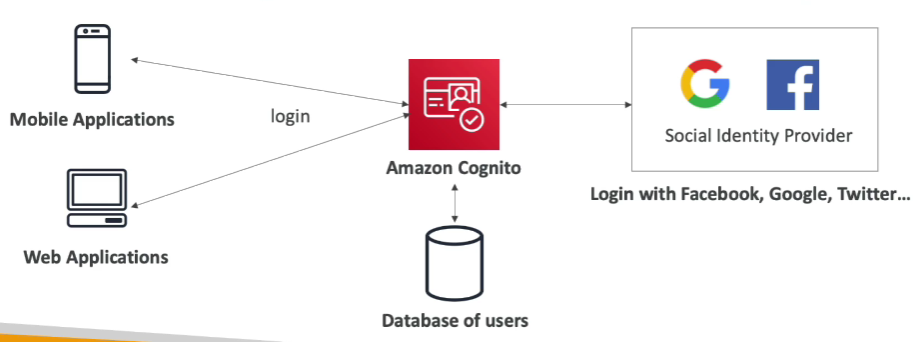 Mobile Applications
login
Web Applications
Amazon Cognito
Database of users
Social Identity Provider
Login with Facebook, Google, Twitter…